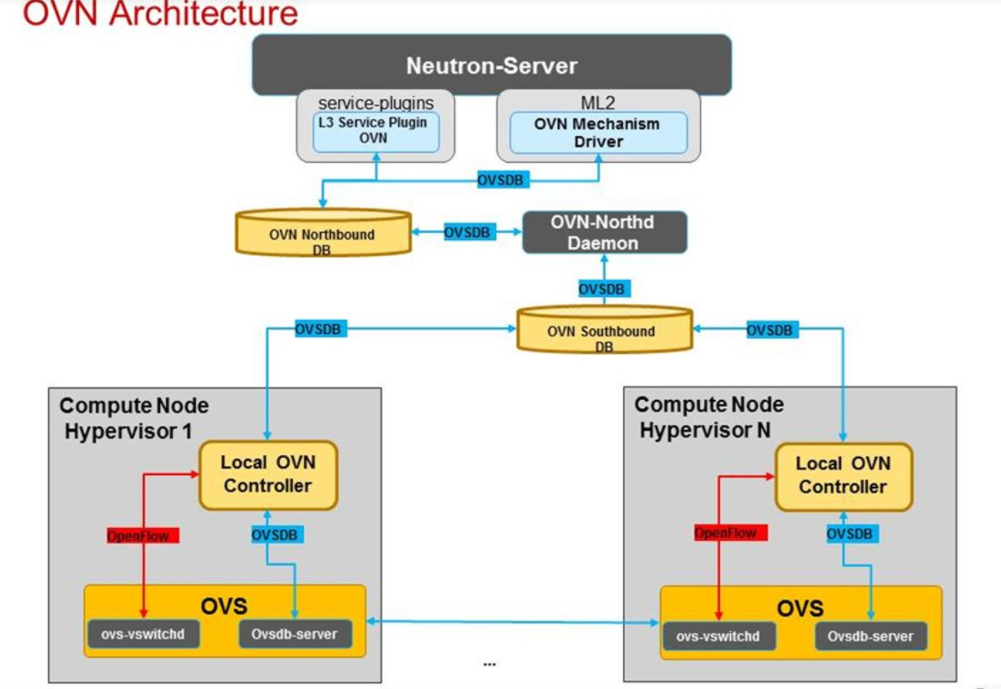 OVN Architecture
Neutron-Server
service-plugins
L3 Service Plugin
OVN
ML2
OVN Mechanism
Driver
OVSDB
OVN Northbound
DB
OVSDB
OVN-Northd
Daemon
OVSDB
OVSDB
OVN Southbound
DB
OVSDB
Compute Node
Hypervisor 1
Local OVN
Controller
OpenFlow
OVSDB
OVS
ovs-vswitchd
Ovsdb-server
...
Compute Node
Hypervisor N
Local OVN
Controller
OpenFlow
OVSDB
OVS
ovs-vswitchd
Ovsdb-server